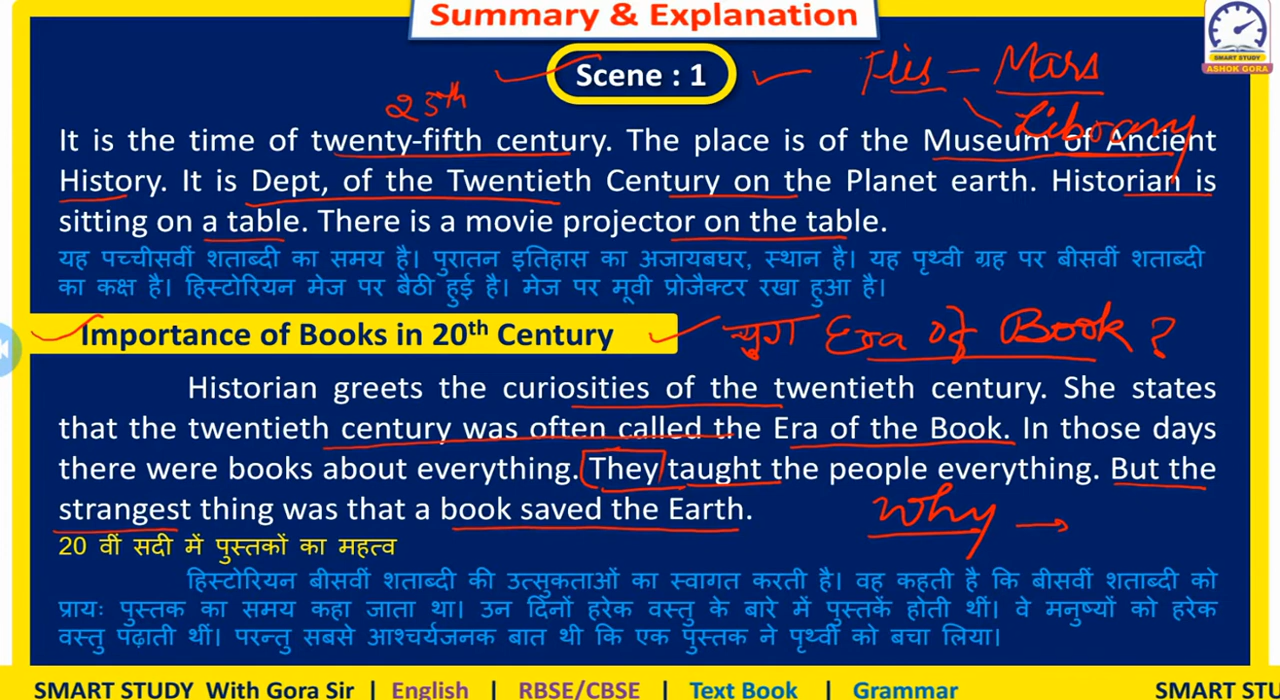 Summary & Explanation
SMART STUDY
ASHOK GORA
Scene : 1
Mars
Library
25th
It is the time of twenty-fifth century. The place is of the Museum of Ancient
History. It is Dept, of the Twentieth Century on the Planet earth. Historian is
sitting on a table. There is a movie projector on the table.
यह पच्चीसवीं शताब्दी का समय है। पुरातन इतिहास का अजायबघर, स्थान है। यह पृथ्वी ग्रह पर बीसवीं शताब्दी
का कक्ष है। हिस्टोरियन मेज पर बैठी हुई है। मेज पर मूवी प्रोजैक्टर रखा हुआ है।
Importance of Books in 20th Century
युग Era of Book ?
Historian greets the curiosities of the twentieth century. She states
that the twentieth century was often called the Era of the Book. In those days
there were books about everything. They taught the people everything. But the
strangest thing was that a book saved the Earth.
Why →
20 वीं सदी में पुस्तकों का महत्व
हिस्टोरियन बीसवीं शताब्दी की उत्सुकताओं का स्वागत करती है। वह कहती है कि बीसवीं शताब्दी को
प्रायः पुस्तक का समय कहा जाता था। उन दिनों हरेक वस्तु के बारे में पुस्तकें होती थीं। वे मनुष्यों को हरेक
वस्तु पढ़ाती थीं। परन्तु सबसे आश्चर्यजनक बात थी कि एक पुस्तक ने पृथ्वी को बचा लिया।
SMART STUDY With Gora Sir | English | RBSE/CBSE | Text Book | Grammar SMART STU